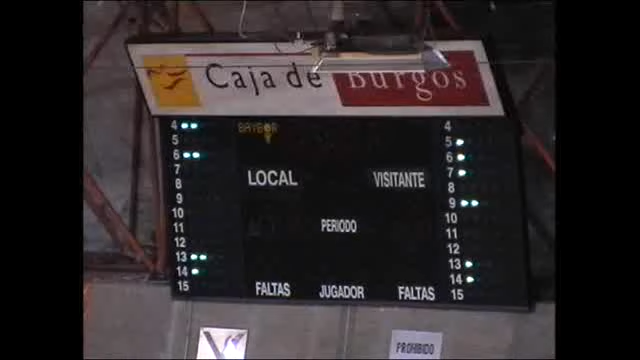 Caja de Burgos
4 4
5 5
6 6
7 7
8 8
9 9
10 10
11 11
12 12
13 13
14 14
15 15
LOCAL VISITANTE
PERIODO
FALTAS JUGADOR FALTAS
PROHIBIDO